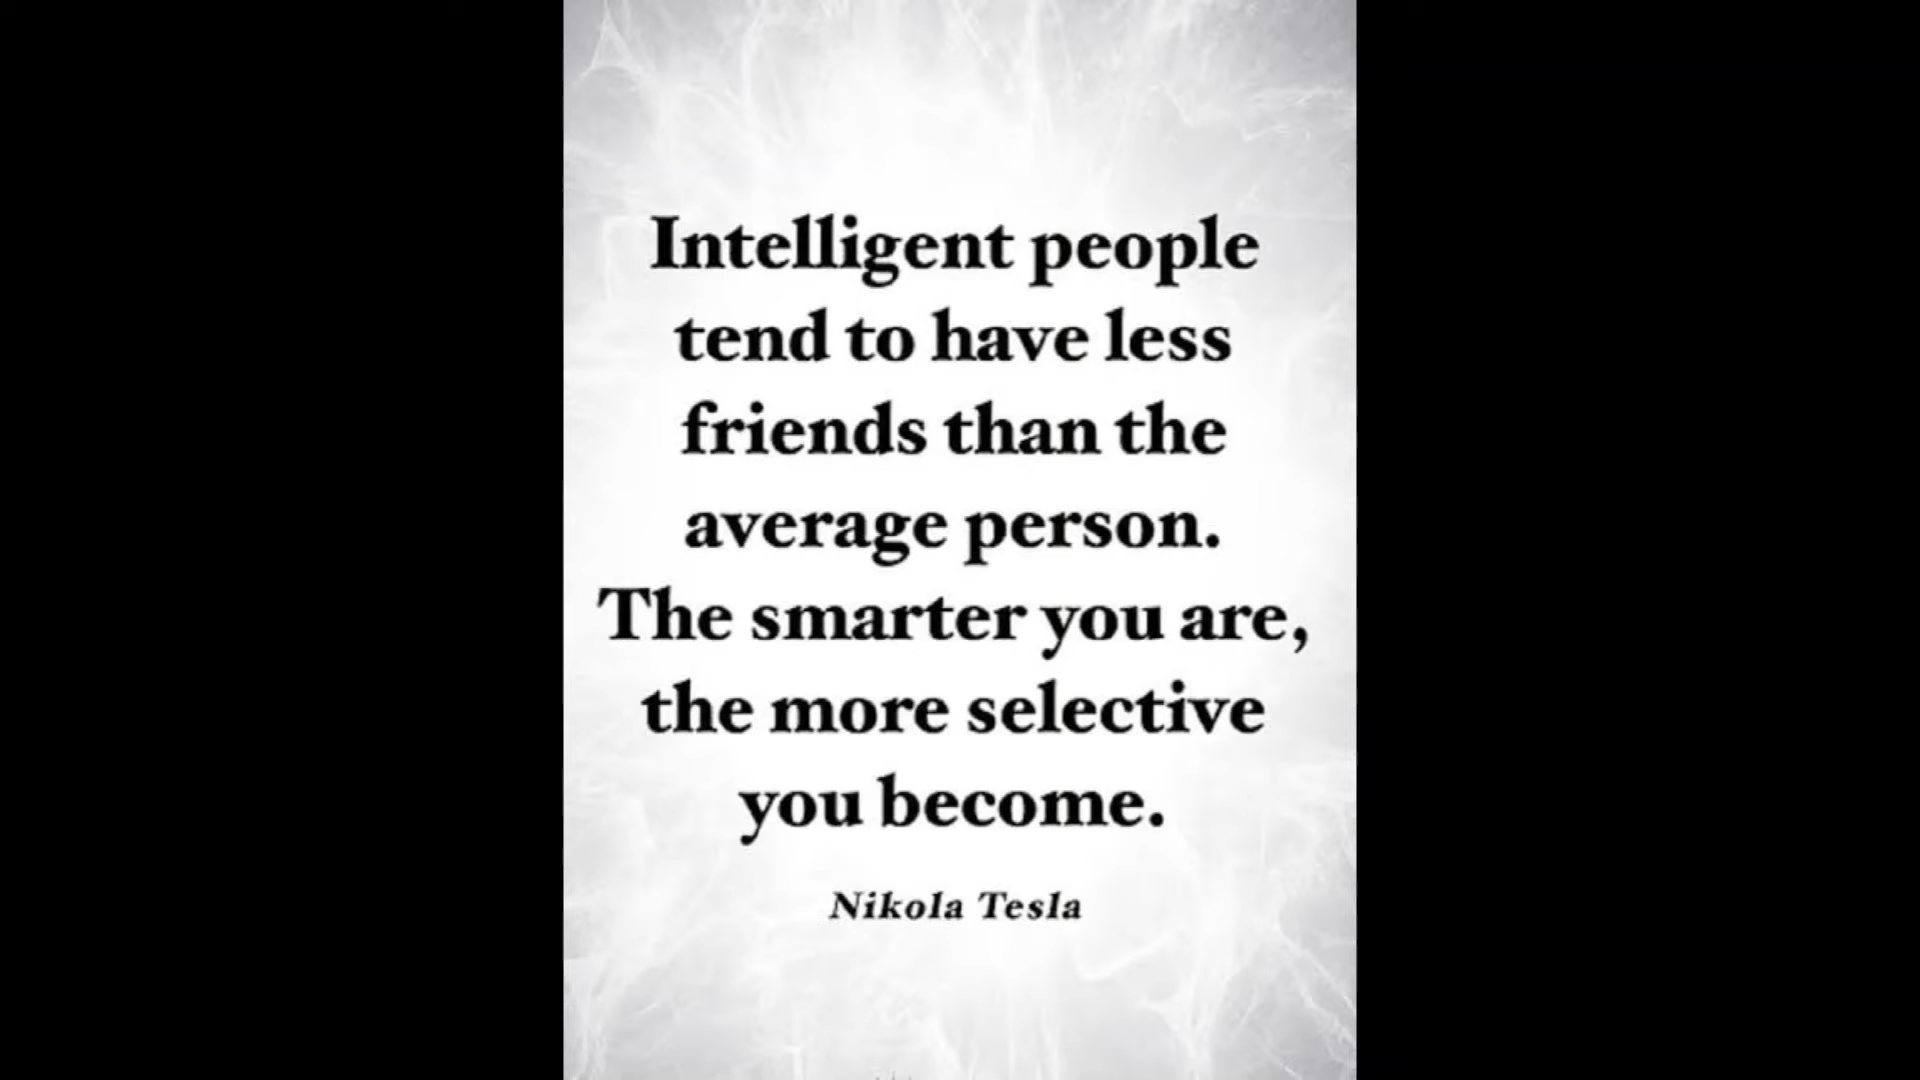 Intelligent people
tend to have less
friends than the
average person.
The smarter you are,
the more selective
you become.
Nikola Tesla